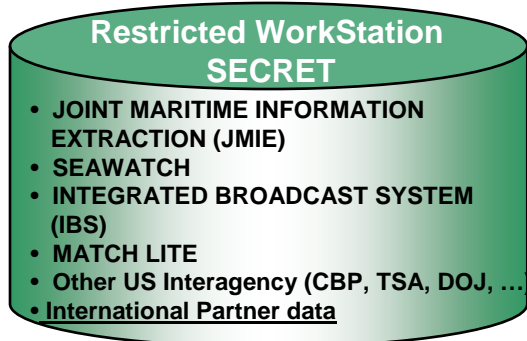 Restricted WorkStation
SECRET
• JOINT MARITIME INFORMATION
EXTRACTION (JMIE)
• SEAWATCH
• INTEGRATED BROADCAST SYSTEM
(IBS)
• MATCH LITE
• Other US Interagency (CBP, TSA, DOJ, …)
• International Partner data